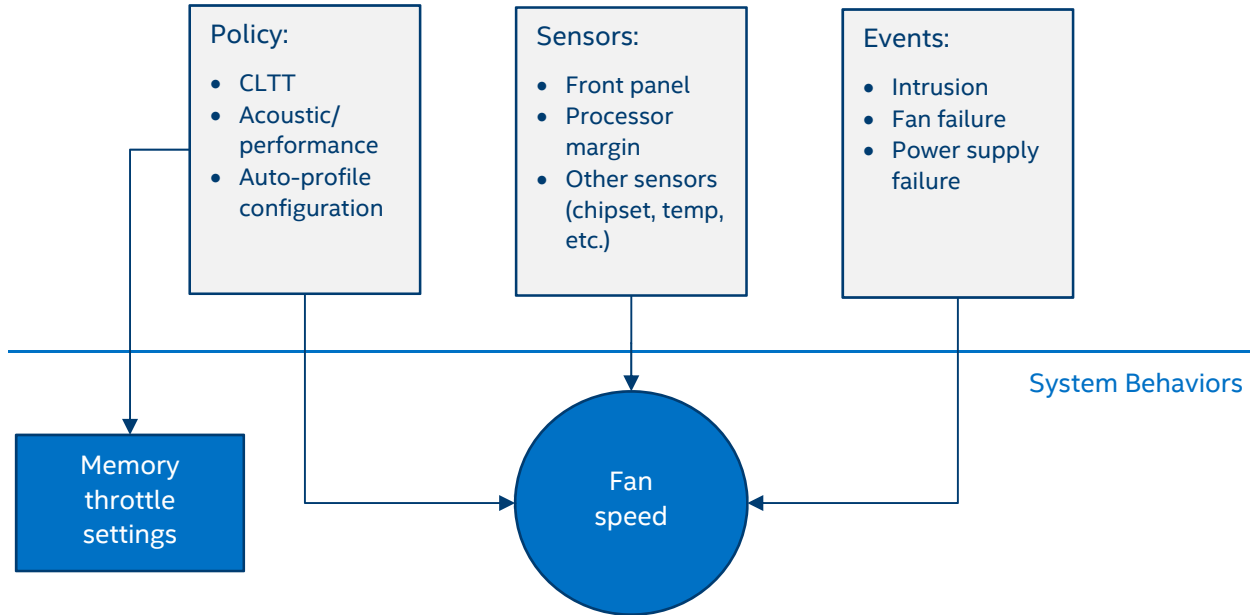 Policy:
• CLTT
• Acoustic/
performance
• Auto-profile
configuration
Sensors:
• Front panel
• Processor
margin
• Other sensors
(chipset, temp,
etc.)
Events:
• Intrusion
• Fan failure
• Power supply
failure
System Behaviors
Memory
throttle
settings
Fan
speed